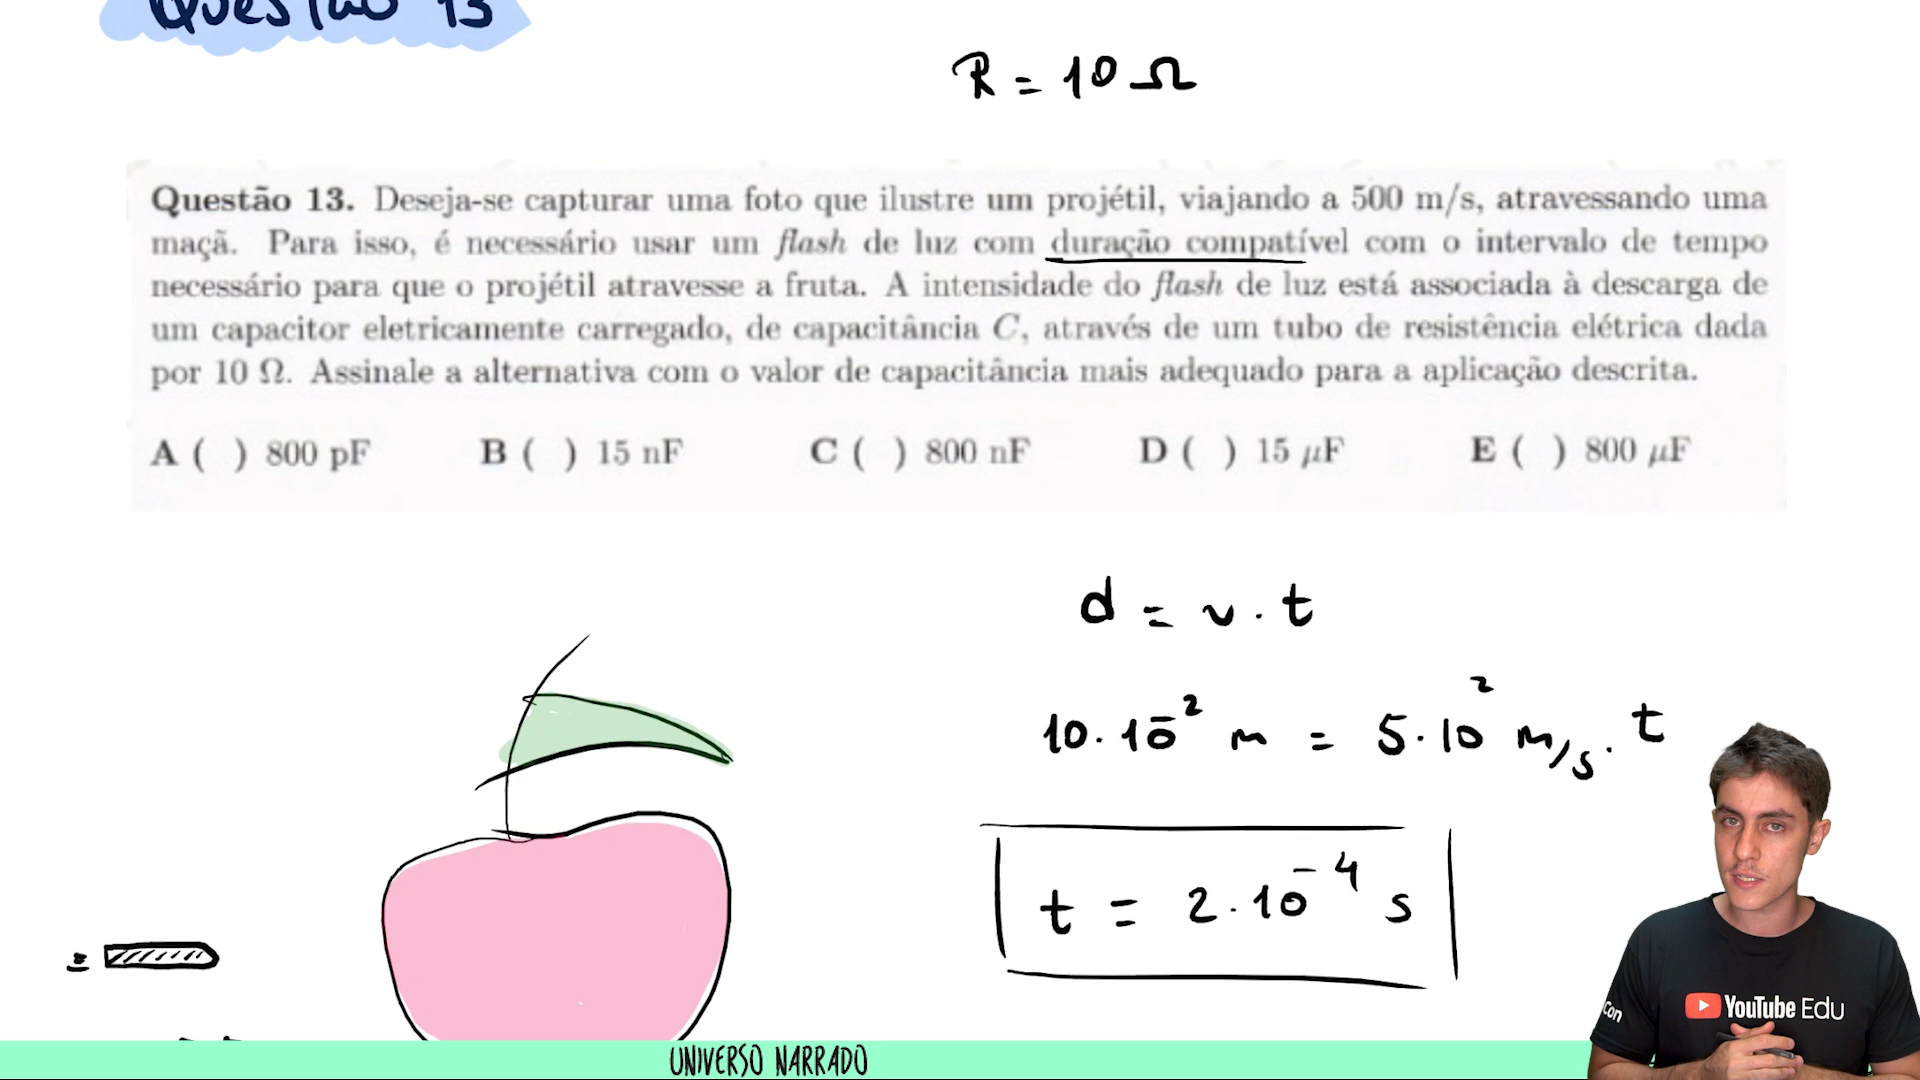 Questão 13
R = 10 Ω
Questão 13. Deseja-se capturar uma foto que ilustre um projétil, viajando a 500 m/s, atravessando uma
maçã. Para isso, é necessário usar um flash de luz com duração compatível com o intervalo de tempo
necessário para que o projétil atravesse a fruta. A intensidade do flash de luz está associada à descarga de
um capacitor eletricamente carregado, de capacitância C, através de um tubo de resistência elétrica dada
por 10 Ω. Assinale a alternativa com o valor de capacitância mais adequado para a aplicação descrita.
A ( ) 800 pF B ( ) 15 nF C ( ) 800 nF D ( ) 15 μF E ( ) 800 μF
d = v . t
10 . 10⁻² m = 5 . 10² m/s . t
t = 2 . 10⁻⁴ s
Con
YouTube Edu
UNIVERSO NARRADO